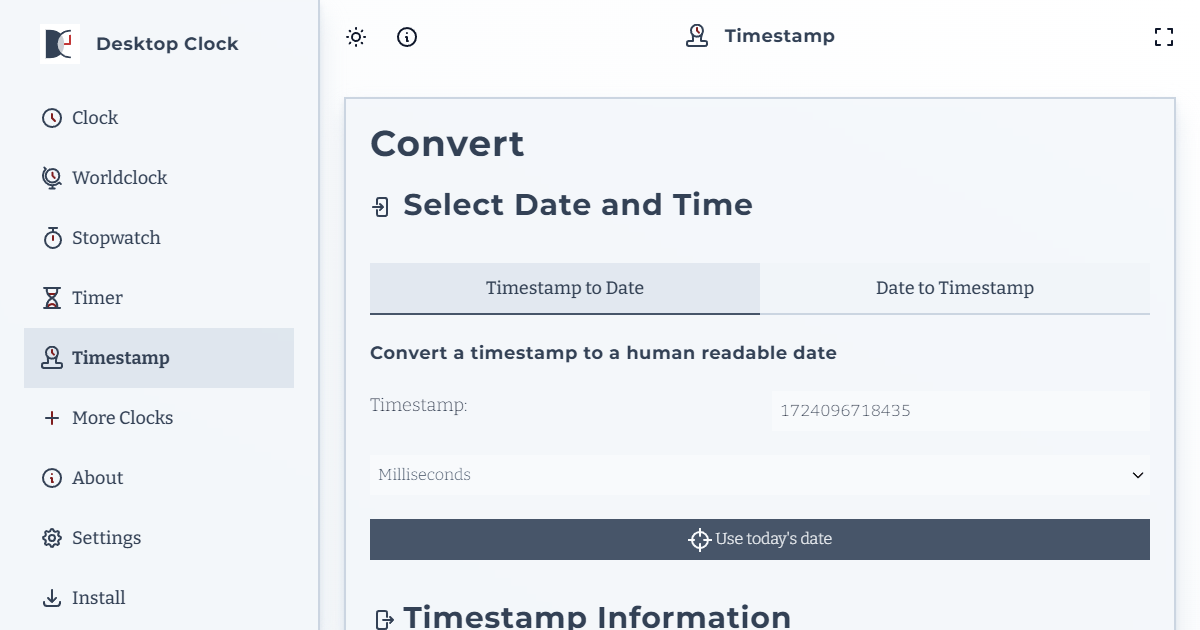 Desktop Clock
Clock
Worldclock
Stopwatch
Timer
Timestamp
More Clocks
About
Settings
Install
Timestamp
Convert
Select Date and Time
Timestamp to Date
Date to Timestamp
Convert a timestamp to a human readable date
Timestamp:
1724096718435
Milliseconds
Use today's date
Timestamp Information